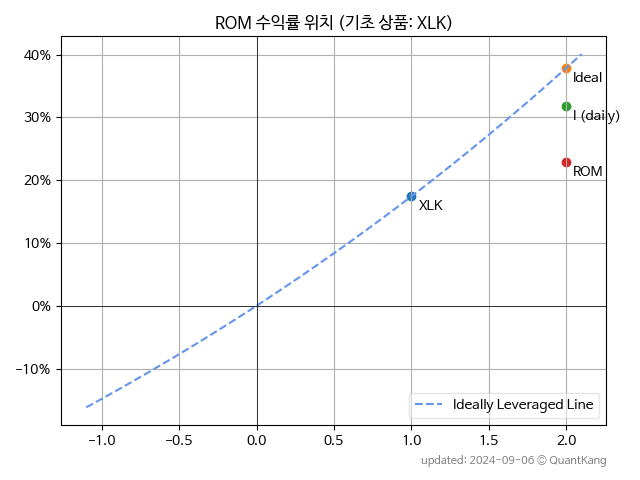 ROM 수익률 위치 (기초 상품: XLK)
40%
30%
20%
10%
0%
−10%
Ideal
I (daily)
ROM
XLK
Ideally Leveraged Line
−1.0
−0.5
0.0
0.5
1.0
1.5
2.0
updated: 2024-09-06 © QuantKang